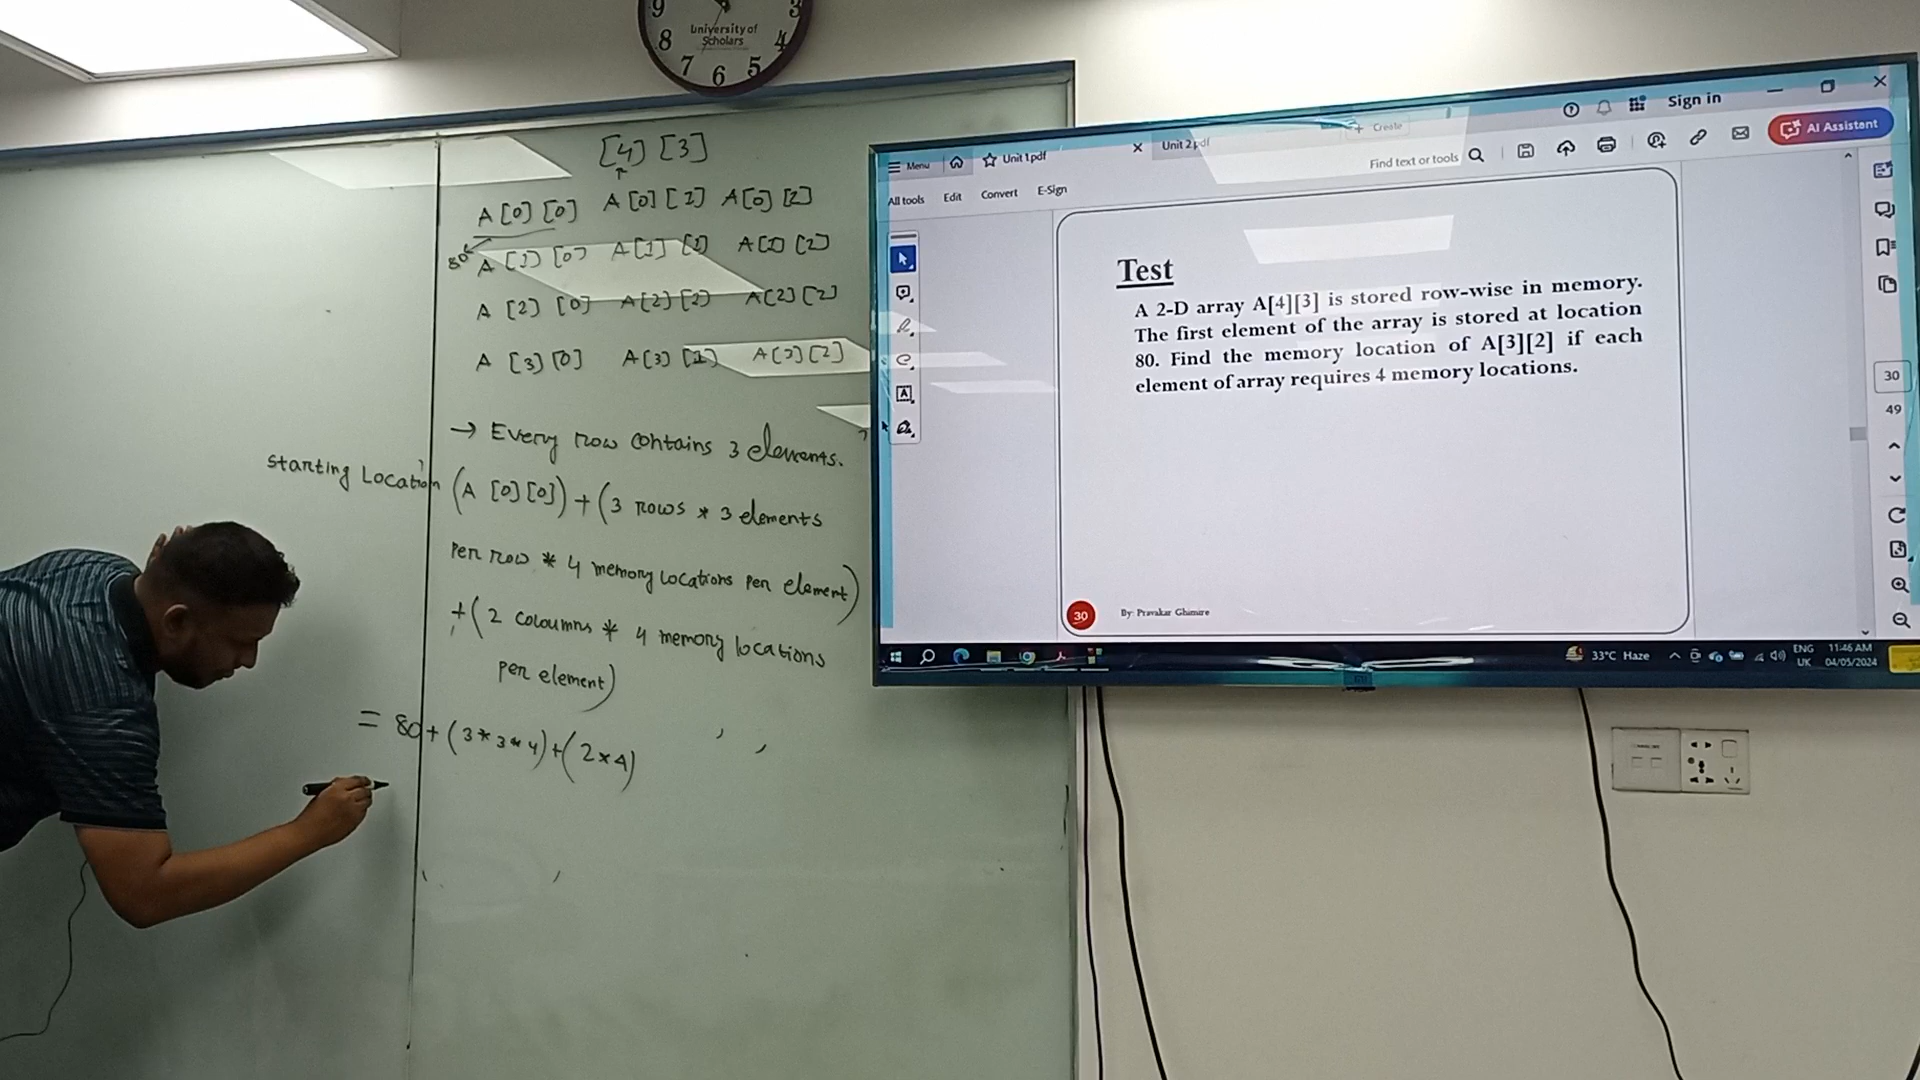 9
3
University of
Scholars
8
4
7
6
5
[4] [3]
A [0] [0] A [0] [1] A [0] [2]
80
A [1] [0] A [1] [1] A [1] [2]
A [2] [0] A [2] [1] A [2] [2]
A [3] [0] A [3] [1] A [3] [2]
→ Every row contains 3 elements.
Starting Location (A [0] [0]) + (3 rows * 3 elements
per row * 4 memory locations per element)
+ (2 coloumns * 4 memory locations
per element)
= 80 + (3 * 3 * 4) + (2 × 4)
Sign in
Menu
Unit 1.pdf
Unit 2.pdf
+ Create
Find text or tools
AI Assistant
All tools
Edit
Convert
E-Sign
Test
A 2-D array A[4][3] is stored row-wise in memory.
The first element of the array is stored at location
80. Find the memory location of A[3][2] if each
element of array requires 4 memory locations.
30
49
30
By: Pravakar Ghimire
33°C Haze
ENG
UK
11:46 AM
04/05/2024